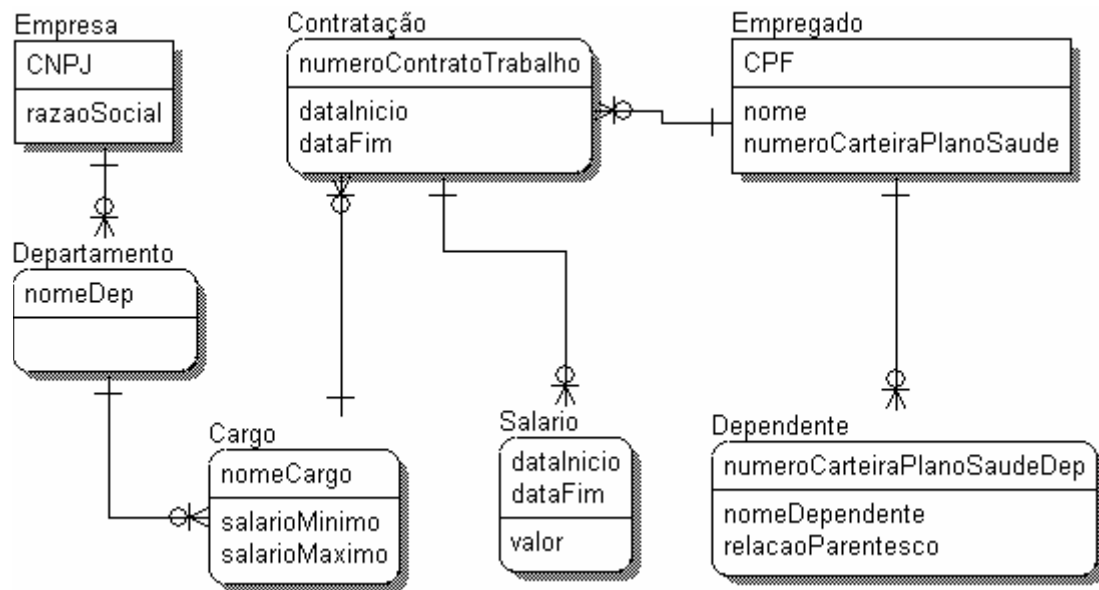 Empresa
CNPJ
razaoSocial
Contratação
numeroContratoTrabalho
dataInicio
dataFim
Empregado
CPF
nome
numeroCarteiraPlanoSaude
Departamento
nomeDep
Cargo
nomeCargo
salarioMinimo
salarioMaximo
Salario
dataInicio
dataFim
valor
Dependente
numeroCarteiraPlanoSaudeDep
nomeDependente
relacaoParentesco